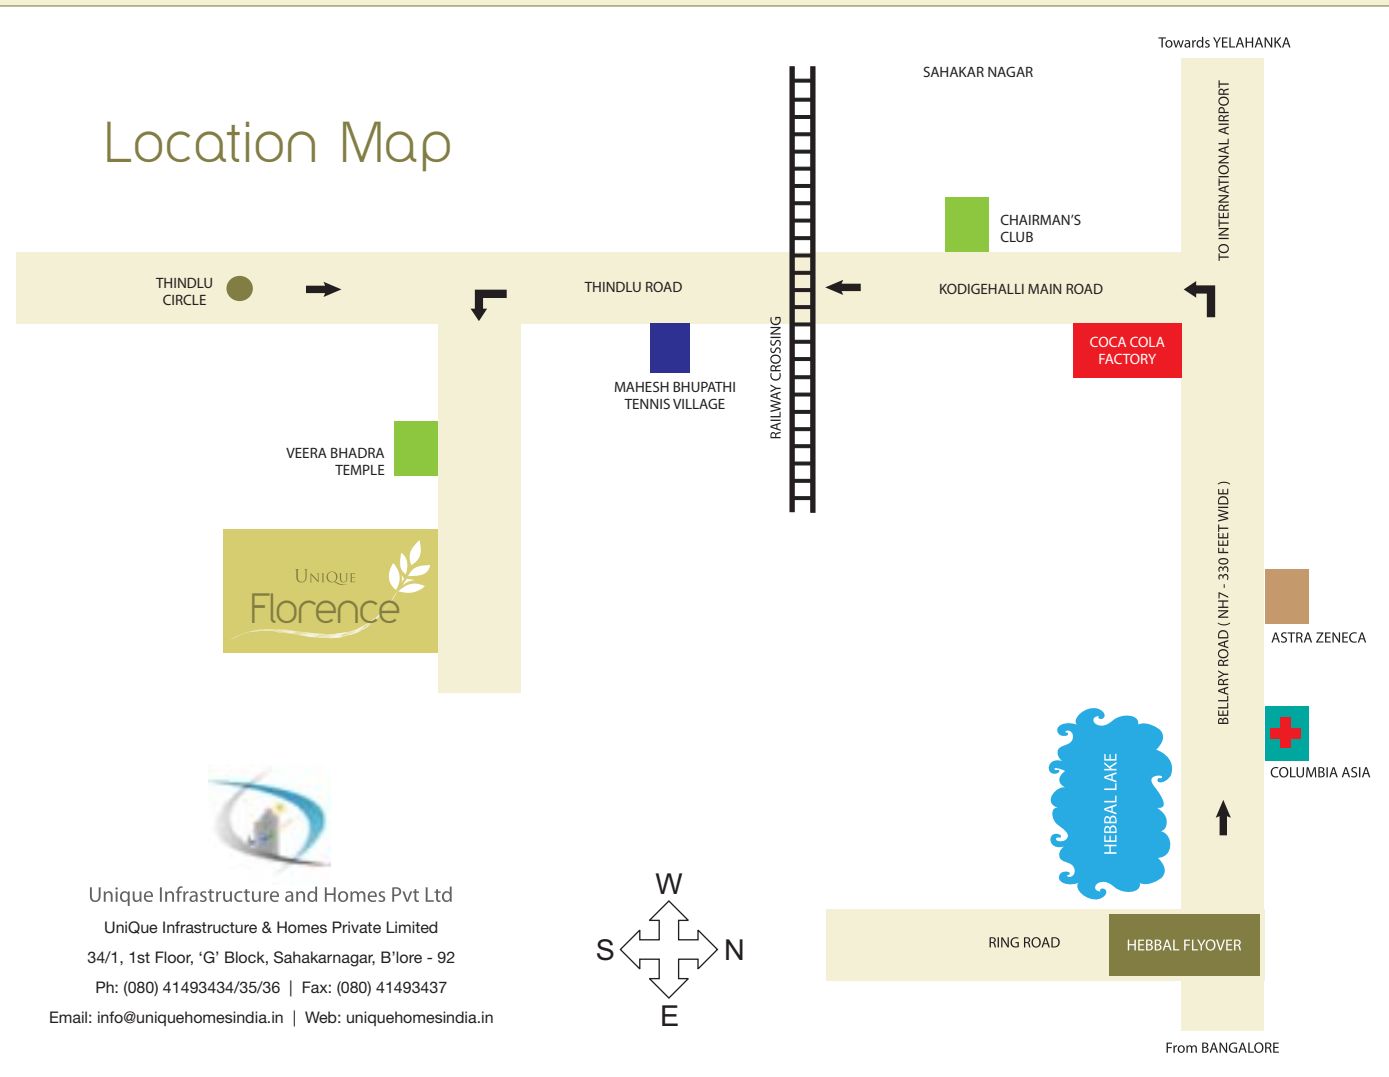 Towards YELAHANKA
SAHAKAR NAGAR
TO INTERNATIONAL AIRPORT
Location Map
CHAIRMAN'S
CLUB
THINDLU
CIRCLE
THINDLU ROAD
KODIGEHALLI MAIN ROAD
RAILWAY CROSSING
COCA COLA
FACTORY
MAHESH BHUPATHI
TENNIS VILLAGE
VEERA BHADRA
TEMPLE
BELLARY ROAD ( NH7 - 330 FEET WIDE )
UNIQUE
Florence
ASTRA ZENECA
HEBBAL LAKE
COLUMBIA ASIA
W
S
N
E
RING ROAD
HEBBAL FLYOVER
From BANGALORE
Unique Infrastructure and Homes Pvt Ltd
UniQue Infrastructure & Homes Private Limited
34/1, 1st Floor, ‘G’ Block, Sahakarnagar, B’lore - 92
Ph: (080) 41493434/35/36 | Fax: (080) 41493437
Email: info@uniquehomesindia.in | Web: uniquehomesindia.in